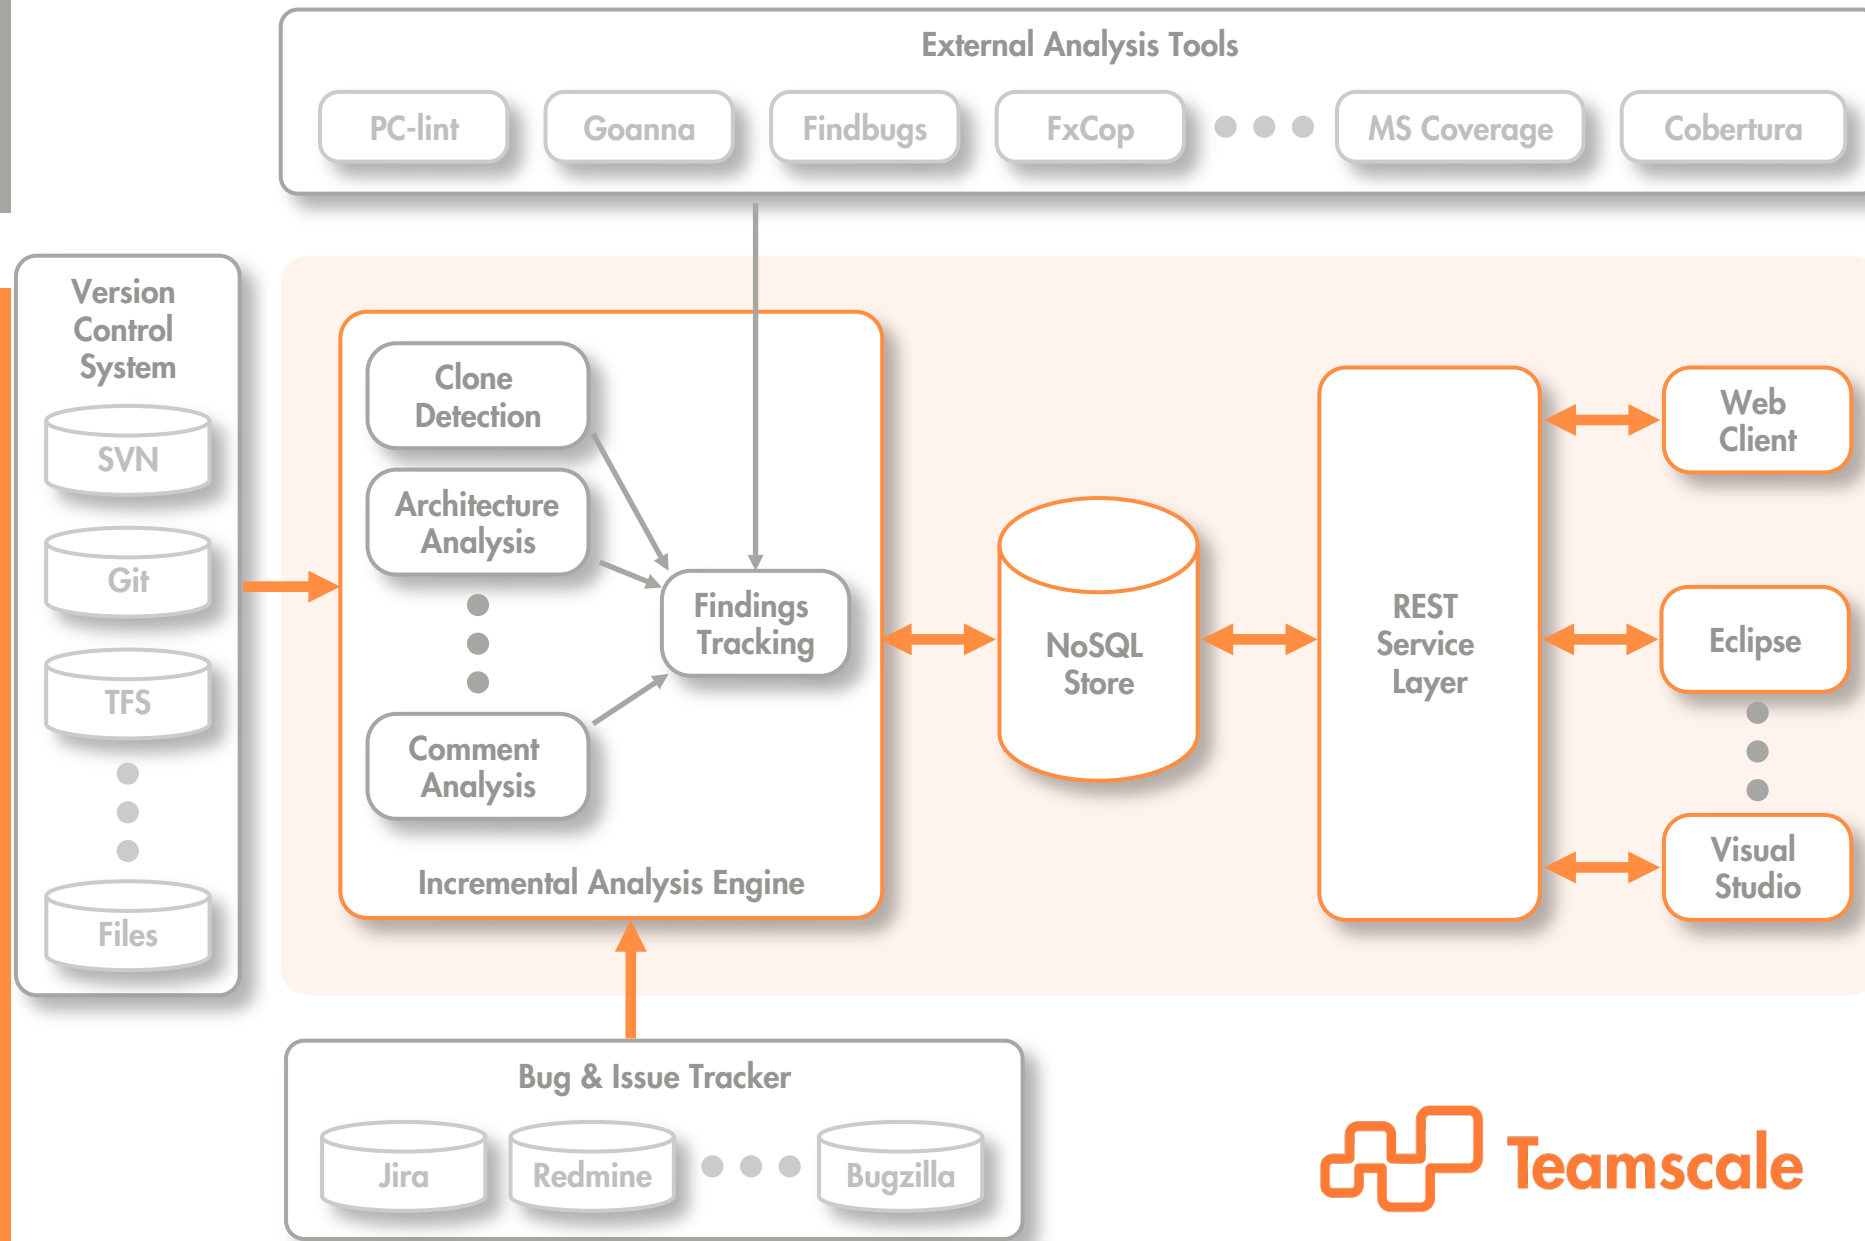 External Analysis Tools
PC-lint
Goanna
Findbugs
FxCop
MS Coverage
Cobertura
Version
Control
System
SVN
Git
TFS
Files
Clone
Detection
Architecture
Analysis
Comment
Analysis
Findings
Tracking
Incremental Analysis Engine
NoSQL
Store
REST
Service
Layer
Web
Client
Eclipse
Visual
Studio
Bug & Issue Tracker
Jira
Redmine
Bugzilla
Teamscale